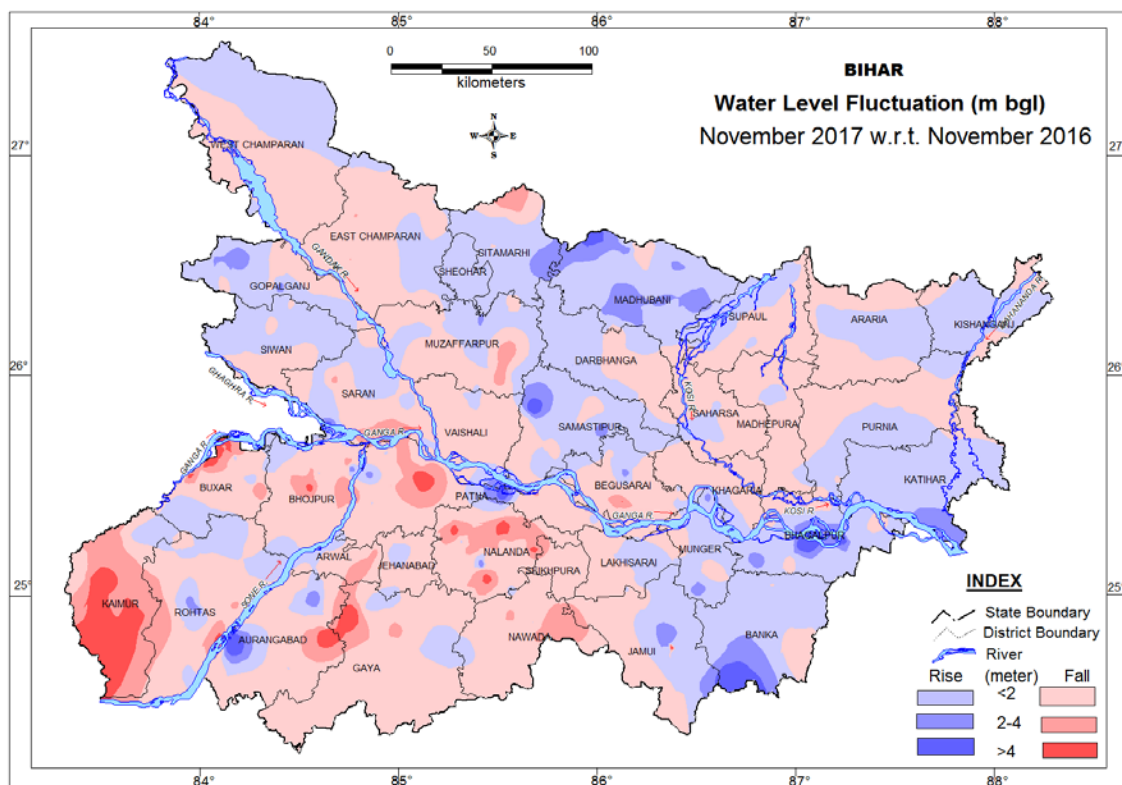 84°
85°
86°
87°
88°
0 50 100
kilometers
BIHAR
Water Level Fluctuation (m bgl)
November 2017 w.r.t. November 2016
N
W E
S
27°
27
WEST CHAMPARAN
EAST CHAMPARAN
GANDAK R.
SITAMARHI
SHEOHAR
GOPALGANJ
MADHUBANI
SUPAUL
ARARIA
KISHANGANJ
MAHANANDA R.
SIWAN
MUZAFFARPUR
DARBHANGA
26°
26
GHAGHRA R.
SARAN
KOSI R.
SAHARSA
MADHEPURA
PURNIA
VAISHALI
SAMASTIPUR
GANGA R.
GANGA R.
BUXAR
BHOJPUR
PATNA
BEGUSARAI
KHAGARIA
KATIHAR
GANGA R.
KOSI R.
BHAGALPUR
ARWAL
JEHANABAD
NALANDA
SHEIKHPURA
LAKHISARAI
MUNGER
25°
25°
KAIMUR
ROHTAS
SONE R.
AURANGABAD
GAYA
NAWADA
JAMUI
BANKA
INDEX
State Boundary
District Boundary
River
Rise (meter) Fall
<2
2-4
>4
84°
85°
86°
87°
88°